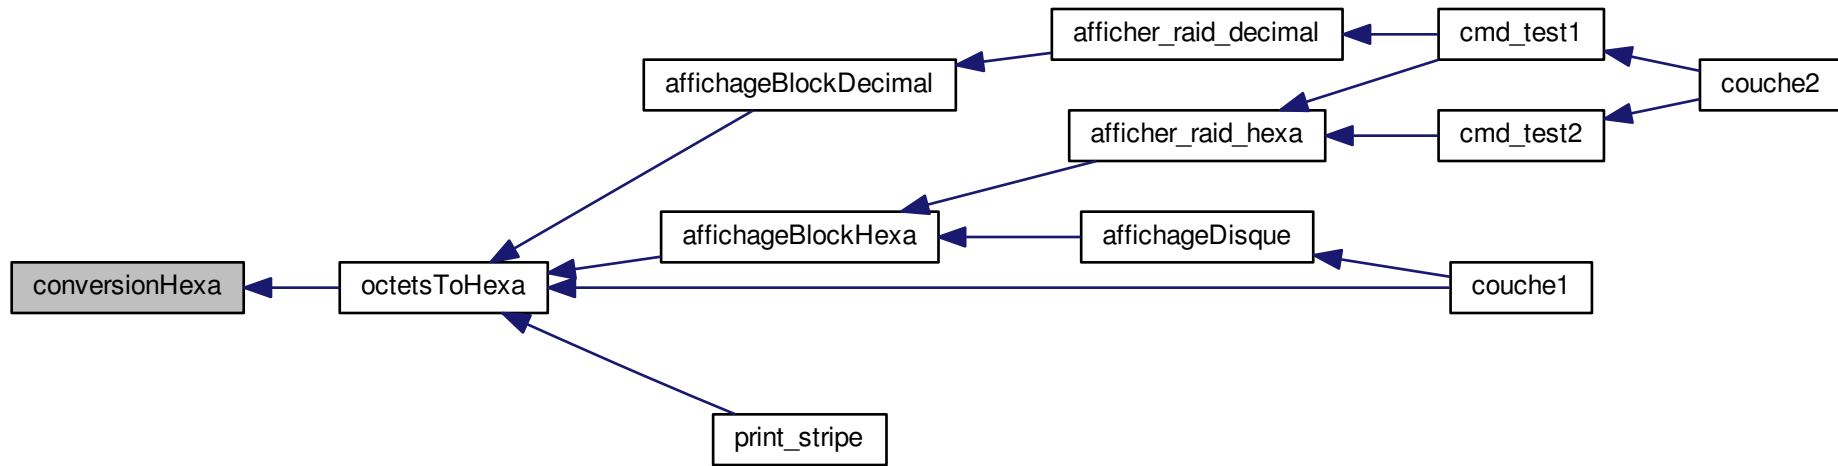 afficher_raid_decimal
cmd_test1
affichageBlockDecimal
couche2
afficher_raid_hexa
cmd_test2
affichageBlockHexa
affichageDisque
conversionHexa
octetsToHexa
couche1
print_stripe